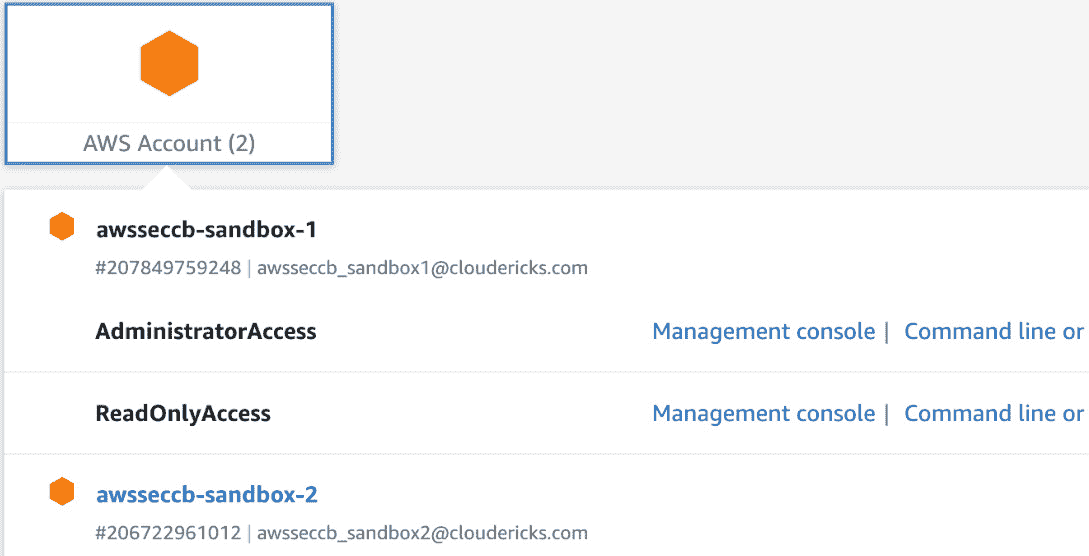 AWS Account (2)
awsseccb-sandbox-1
#207849759248 | awsseccb_sandbox1@cloudericks.com
AdministratorAccess Management console | Command line or
ReadOnlyAccess Management console | Command line or
awsseccb-sandbox-2
#206722961012 | awsseccb_sandbox2@cloudericks.com